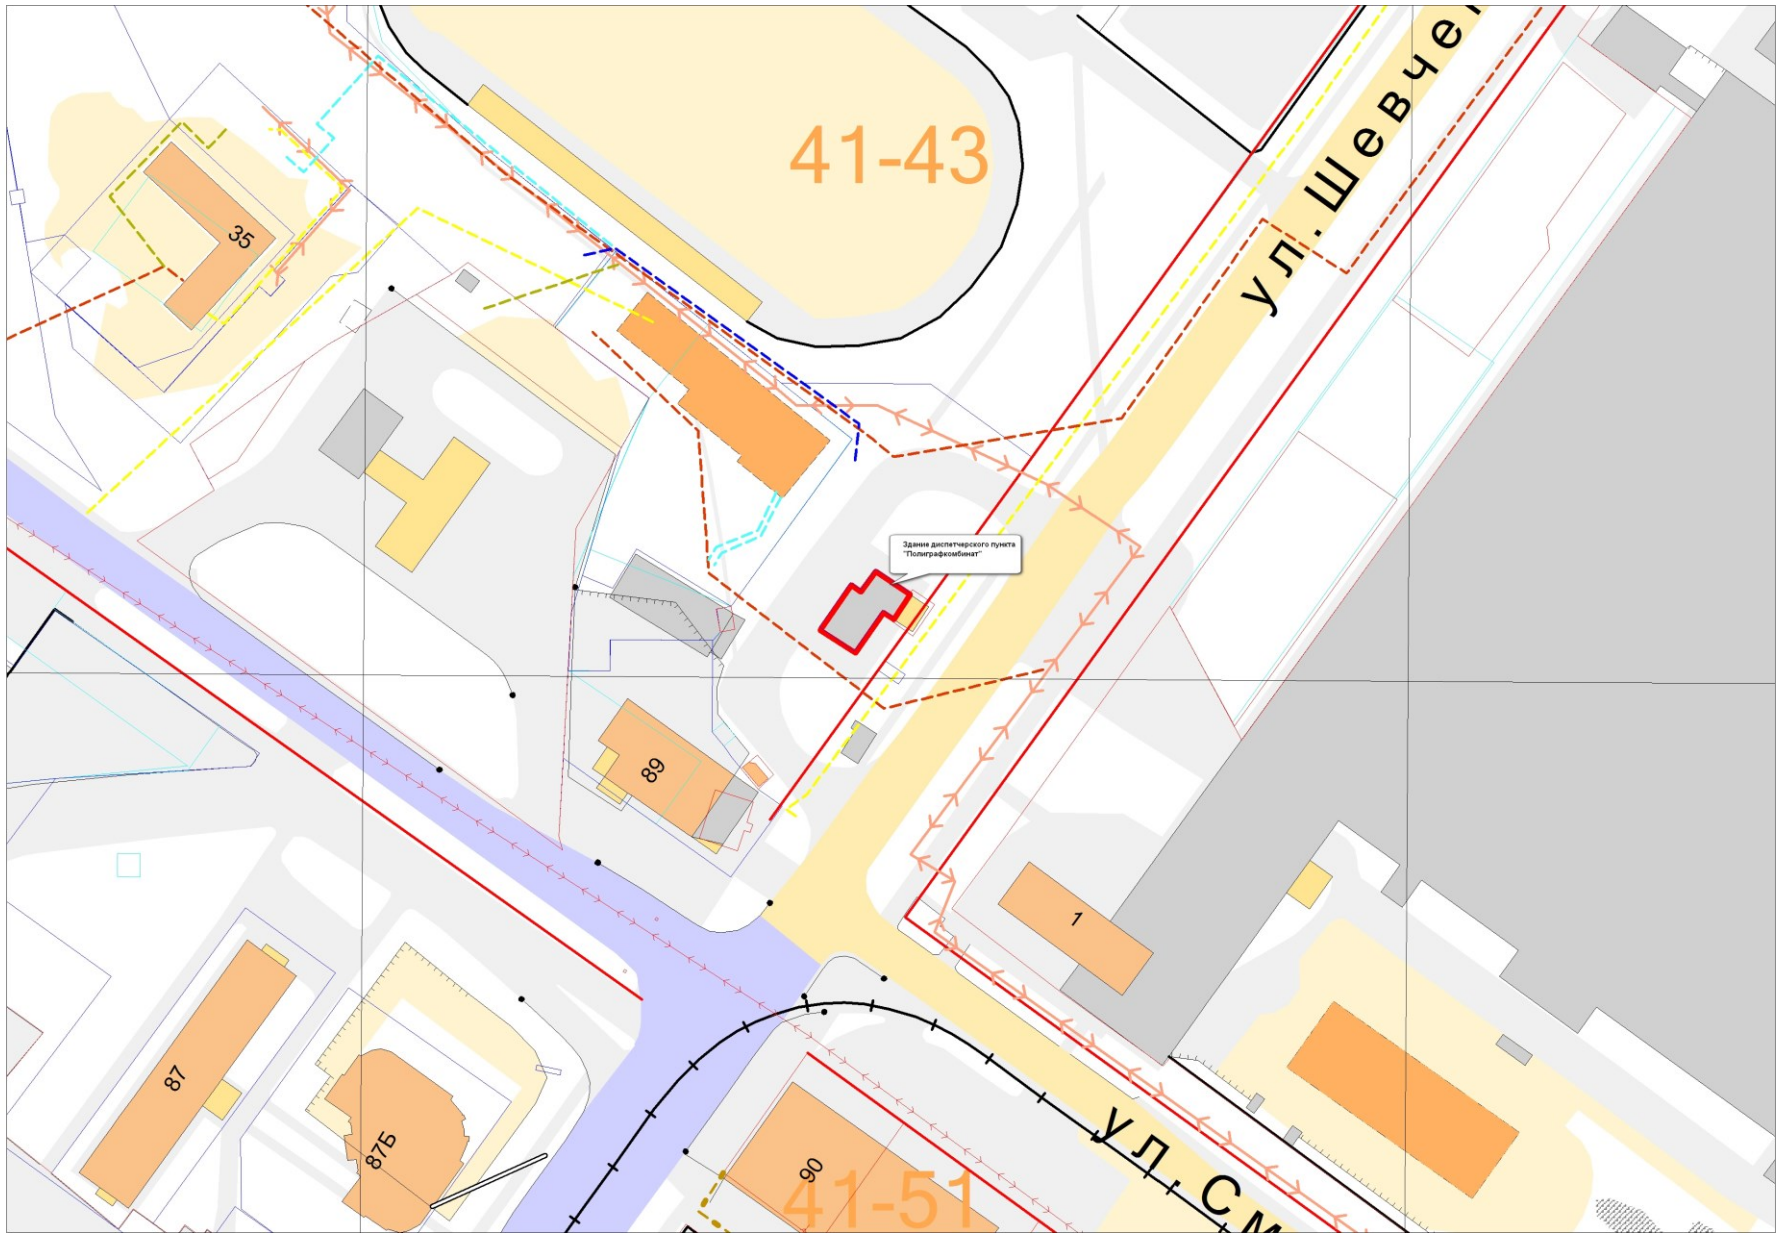 41-43
ул. Шевче
35
Здание диспетчерского пункта
"Полиграфкомбинат"
89
1
87
87Б
90
41-51
ул. См